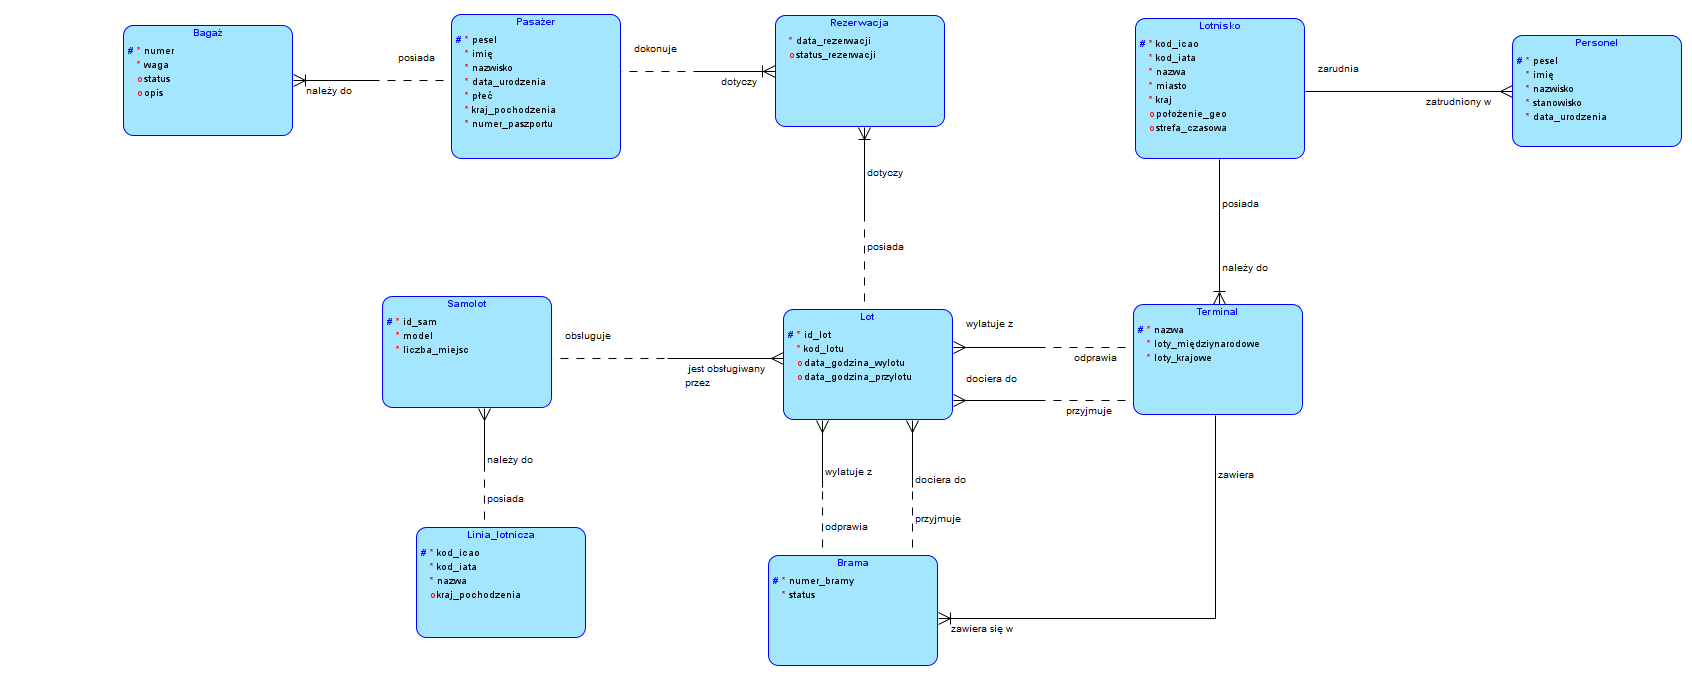 Bagaż
# * numer
* waga
o status
o opis
posiada
należy do
Pasażer
# * pesel
* imię
* nazwisko
* data_urodzenia
* płeć
* kraj_pochodzenia
* numer_paszportu
dokonuje
dotyczy
Rezerwacja
* data_rezerwacji
o status_rezerwacji
Lotnisko
# * kod_icao
* kod_iata
* nazwa
* miasto
* kraj
o położenie_geo
o strefa_czasowa
zarudnia
zatrudniony w
Personel
# * pesel
* imię
* nazwisko
* stanowisko
* data_urodzenia
dotyczy
posiada
posiada
należy do
Samolot
# * id_sam
* model
* liczba_miejsc
obsluguje
jest obsługiwany
przez
Lot
# * id_lot
* kod_lotu
o data_godzina_wylotu
o data_godzina_przylotu
wylatuje z
odprawia
dociera do
przyjmuje
Terminal
# * nazwa
* loty_międziynarodowe
* loty_krajowe
należy do
posiada
wylatuje z
odprawia
dociera do
przyjmuje
zawiera
Linia_lotnicza
# * kod_icao
* kod_iata
* nazwa
o kraj_pochodzenia
Brama
# * numer_bramy
* status
zawiera się w